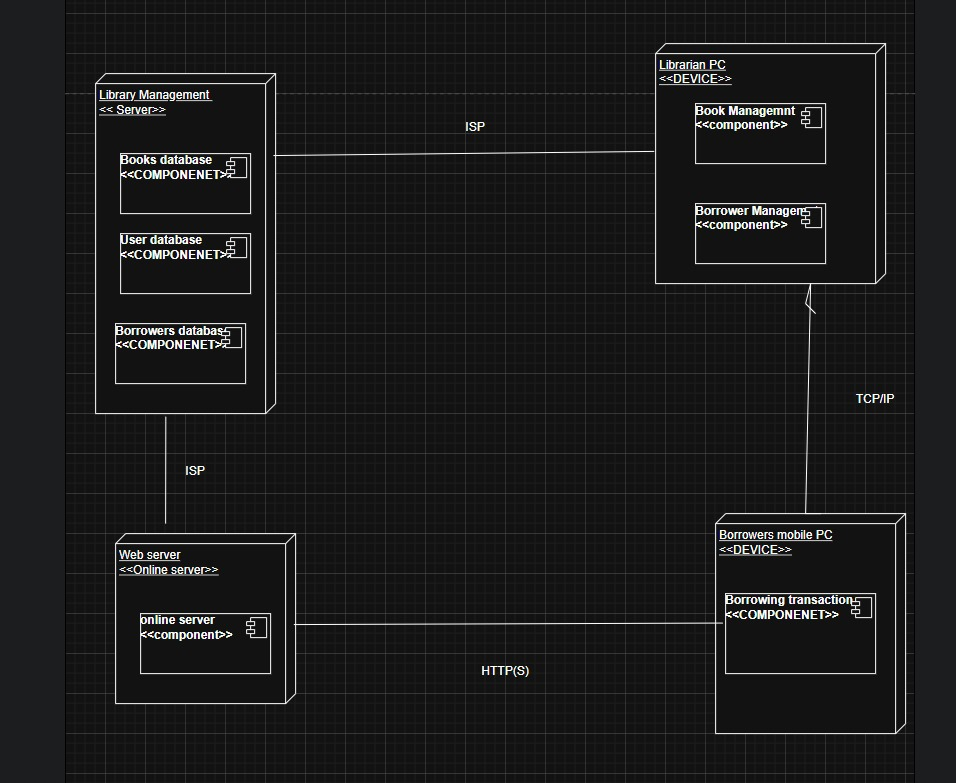 Library Management
<< Server>>
Books database
<<COMPONENET>>
User database
<<COMPONENET>>
Borrowers databas
<<COMPONENET>>
ISP
Librarian PC
<<DEVICE>>
Book Managemnt
<<component>>
Borrower Managem
<<component>>
ISP
TCP/IP
Web server
<<Online server>>
online server
<<component>>
HTTP(S)
Borrowers mobile PC
<<DEVICE>>
Borrowing transaction
<<COMPONENET>>